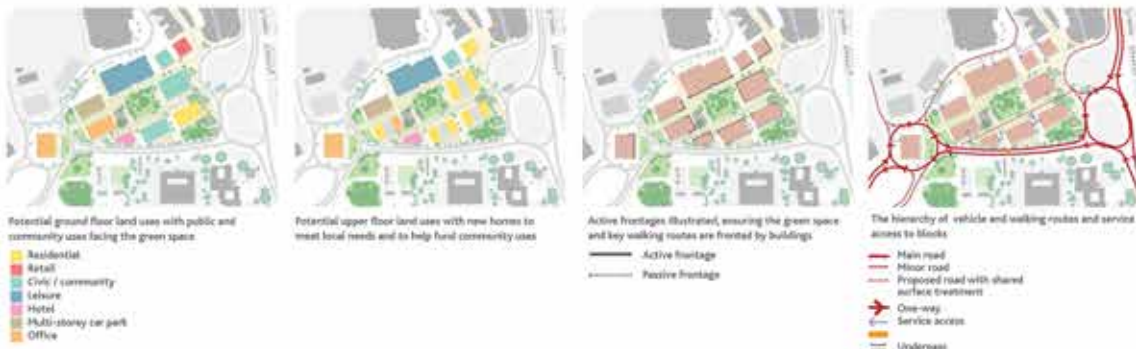 Potential ground floor land uses with public and
community uses facing the green space
Residential
Retail
Civic / community
Leisure
Hotel
Multi-storey car park
Office
Potential upper floor land uses with new homes to
meet local needs and to help fund community uses
Active frontages illustrated, ensuring the green space
and key walking routes are fronted by buildings
Active frontage
Passive frontage
The hierarchy of vehicle and walking routes and service
access to blocks
Main road
Minor road
Proposed road with shared
surface treatment
One-way
Service access
Underpass